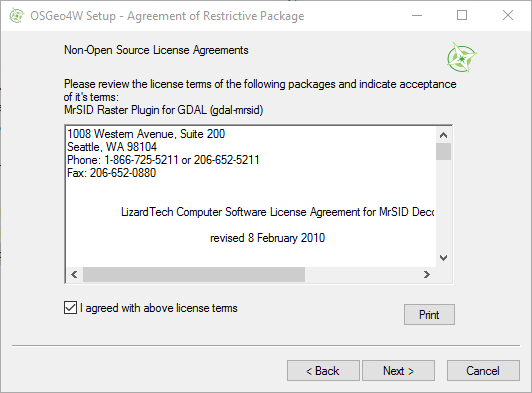 OSGeo4W Setup - Agreement of Restrictive Package
Non-Open Source License Agreements
Please review the license terms of the following packages and indicate acceptance
of it's terms:
MrSID Raster Plugin for GDAL (gdal-mrsid)
1008 Western Avenue, Suite 200
Seattle, WA 98104
Phone: 1-866-725-5211 or 206-652-5211
Fax: 206-652-0880
LizardTech Computer Software License Agreement for MrSID Deco
revised 8 February 2010
I agreed with above license terms
Print
< Back
Next >
Cancel